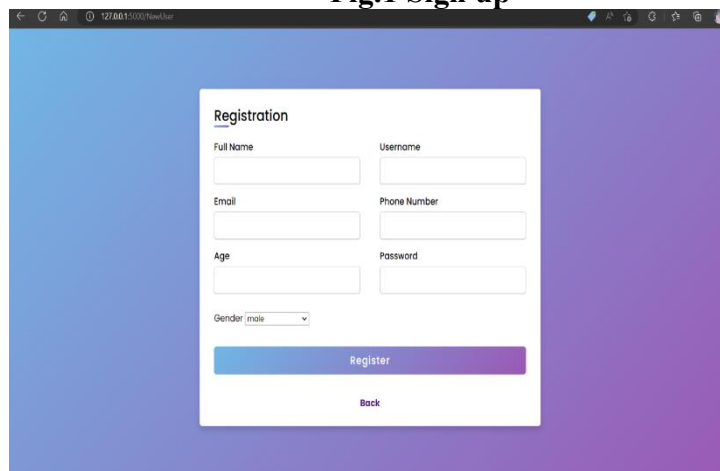 Fig.1 Sign up
127.0.0.1:5000/NewUser
Registration
Full Name Username
Email Phone Number
Age Password
Gender male
Register
Back